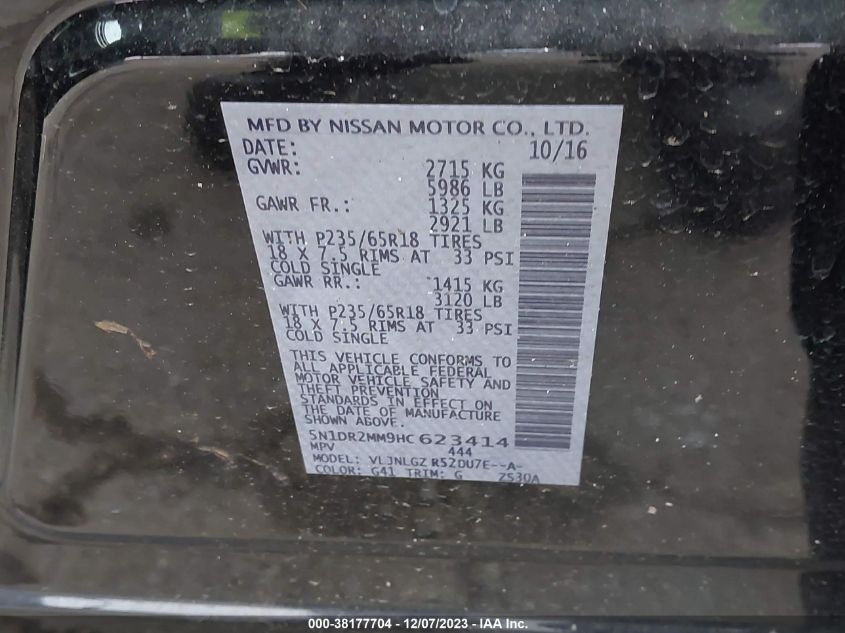 MFD BY NISSAN MOTOR CO., LTD.
DATE: 10/16
GVWR: 2715 KG
5986 LB
GAWR FR.: 1325 KG
2921 LB
WITH P235/65R18 TIRES
18 X 7.5 RIMS AT 33 PSI
COLD SINGLE
GAWR RR.: 1415 KG
3120 LB
WITH P235/65R18 TIRES
18 X 7.5 RIMS AT 33 PSI
COLD SINGLE
THIS VEHICLE CONFORMS TO
ALL APPLICABLE FEDERAL
MOTOR VEHICLE SAFETY AND
THEFT PREVENTION
STANDARDS IN EFFECT ON
THE DATE OF MANUFACTURE
SHOWN ABOVE.
5N1DR2MM9HC623414
MPV 444
MODEL: VLJNLGZ R52DU7E--A-
COLOR: G41 TRIM: G ZS30A
000-38177704 - 12/07/2023 - IAA Inc.